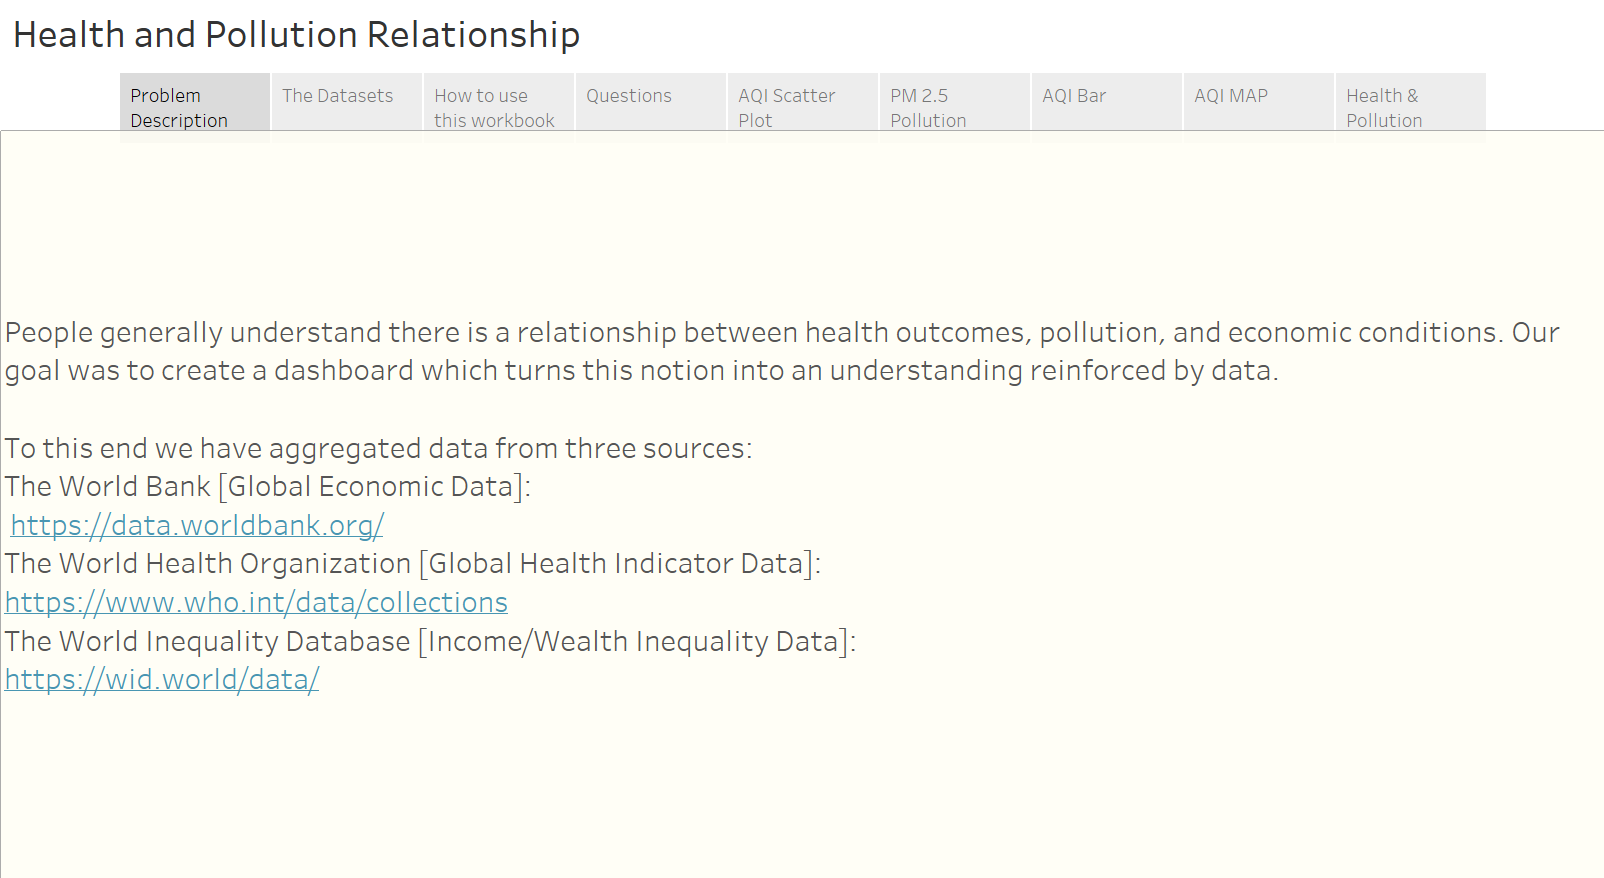 Health and Pollution Relationship
Problem
Description
The Datasets
How to use
this workbook
Questions
AQI Scatter
Plot
PM 2.5
Pollution
AQI Bar
AQI MAP
Health &
Pollution
People generally understand there is a relationship between health outcomes, pollution, and economic conditions. Our
goal was to create a dashboard which turns this notion into an understanding reinforced by data.
To this end we have aggregated data from three sources:
The World Bank [Global Economic Data]:
https://data.worldbank.org/
The World Health Organization [Global Health Indicator Data]:
https://www.who.int/data/collections
The World Inequality Database [Income/Wealth Inequality Data]:
https://wid.world/data/